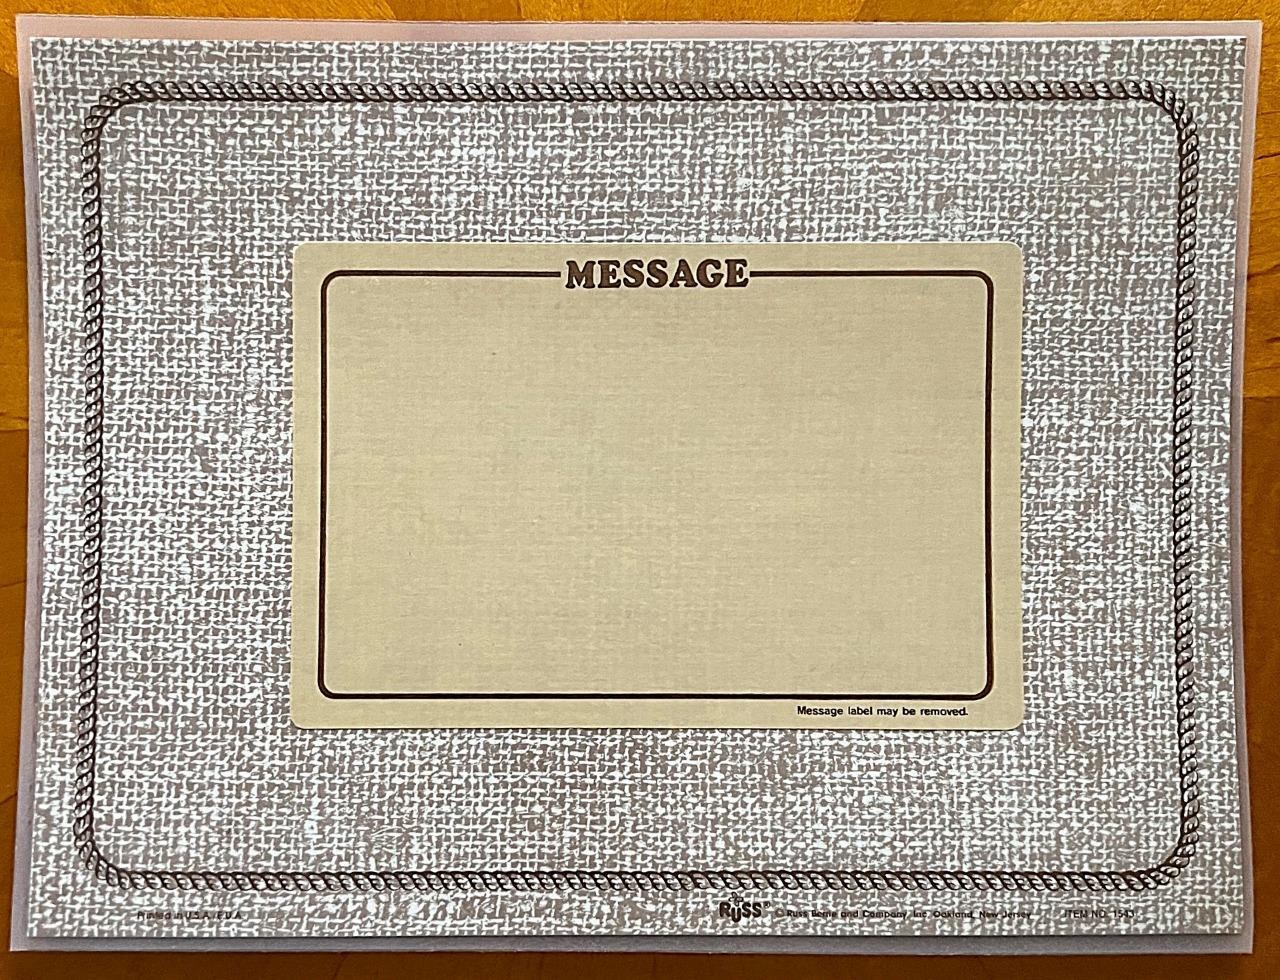 MESSAGE
Message label may be removed.
Printed in U.S.A./E.U.A.
RUSS® © Russ Berrie and Company, Inc. Oakland, New Jersey ITEM NO. 1543